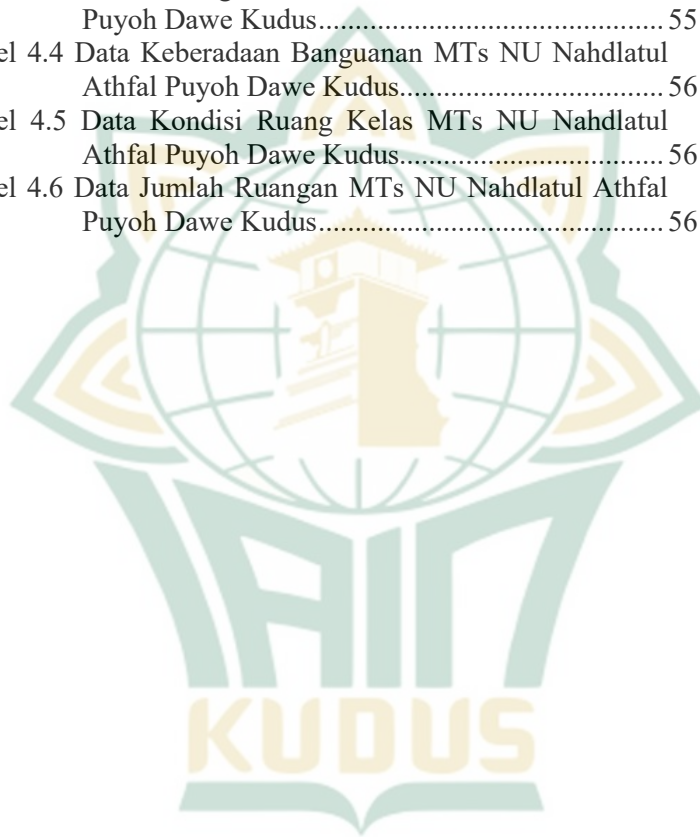 Puyoh Dawe Kudus.............................................. 55
el 4.4 Data Keberadaan Banguanan MTs NU Nahdlatul
Athfal Puyoh Dawe Kudus................................... 56
el 4.5 Data Kondisi Ruang Kelas MTs NU Nahdlatul
Athfal Puyoh Dawe Kudus................................... 56
el 4.6 Data Jumlah Ruangan MTs NU Nahdlatul Athfal
Puyoh Dawe Kudus.............................................. 56
IAIN
KUDUS